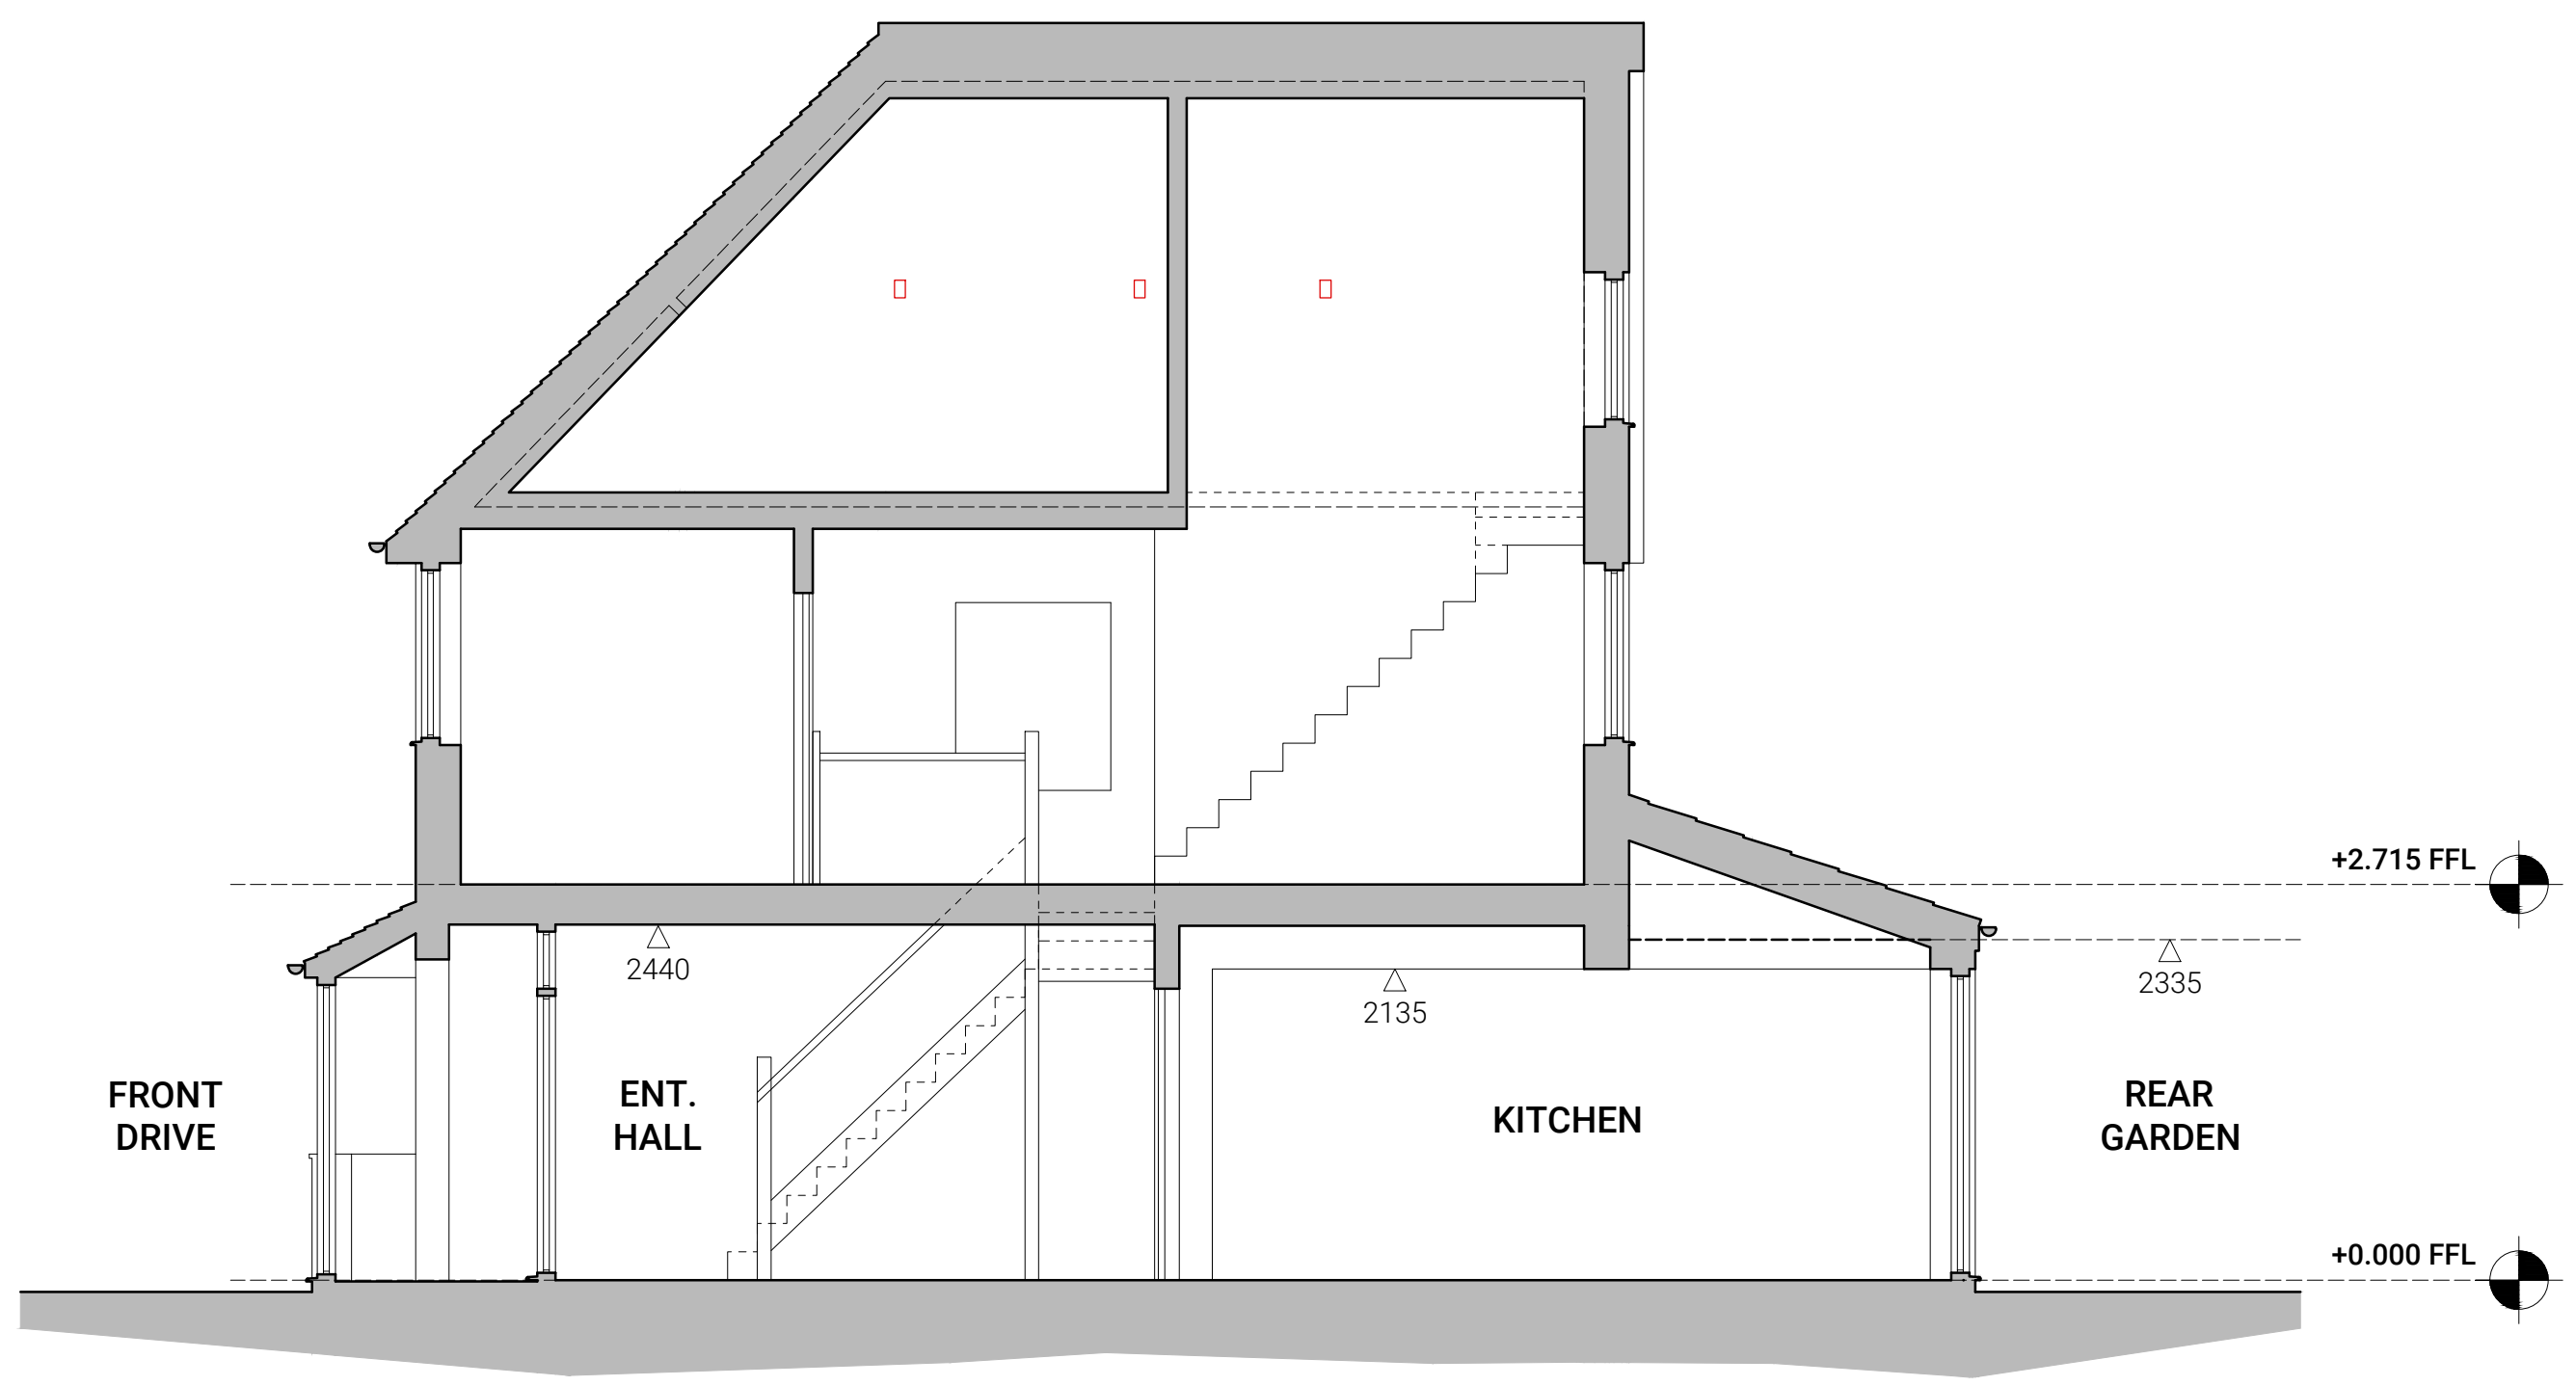 +2.715 FFL
2440
2335
2135
FRONT
DRIVE
ENT.
HALL
KITCHEN
REAR
GARDEN
+0.000 FFL